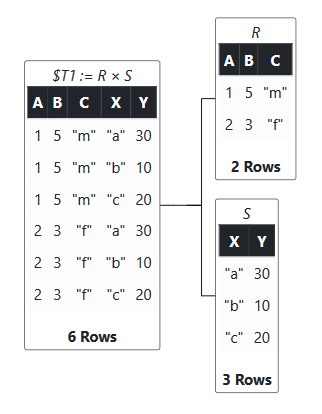 $T1 := R × S
A B C X Y
1 5 "m" "a" 30
1 5 "m" "b" 10
1 5 "m" "c" 20
2 3 "f" "a" 30
2 3 "f" "b" 10
2 3 "f" "c" 20
6 Rows
R
A B C
1 5 "m"
2 3 "f"
2 Rows
S
X Y
"a" 30
"b" 10
"c" 20
3 Rows